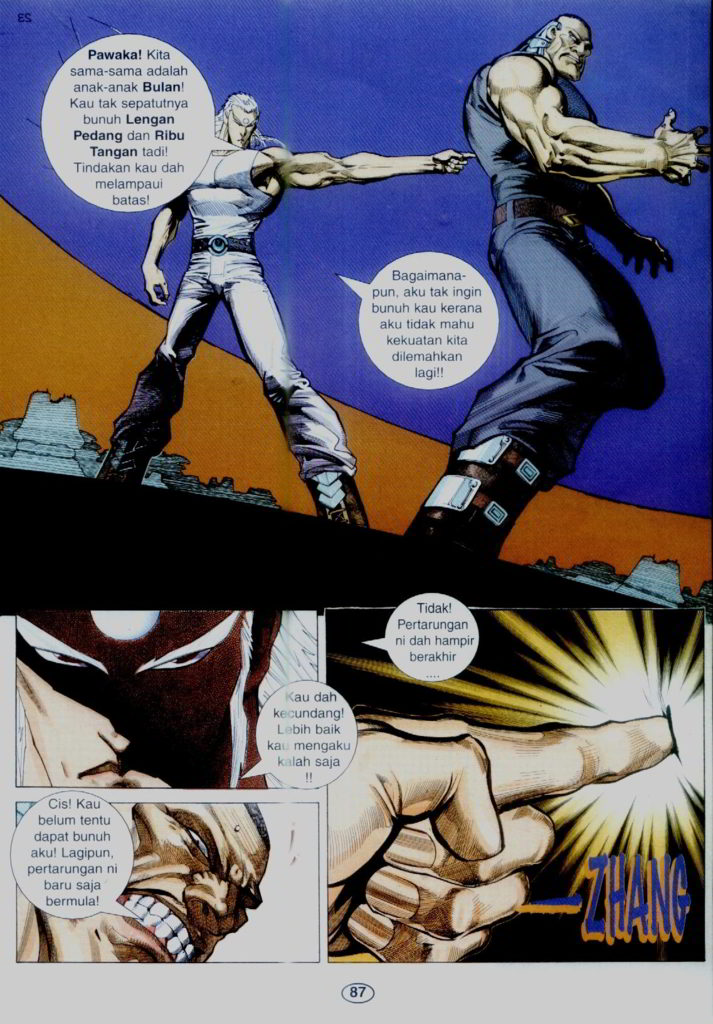 23
Pawaka! Kita
sama-sama adalah
anak-anak Bulan!
Kau tak sepatutnya
bunuh Lengan
Pedang dan Ribu
Tangan tadi!
Tindakan kau dah
melampaui
batas!
Bagaimana-
pun, aku tak ingin
bunuh kau kerana
aku tidak mahu
kekuatan kita
dilemahkan
lagi!!
Kau dah
kecundang!
Lebih baik
kau mengaku
kalah saja
!!
Cis! Kau
belum tentu
dapat bunuh
aku! Lagipun,
pertarungan ni
baru saja
bermula!
Tidak!
Pertarungan
ni dah hampir
berakhir
....
ZHANG
87